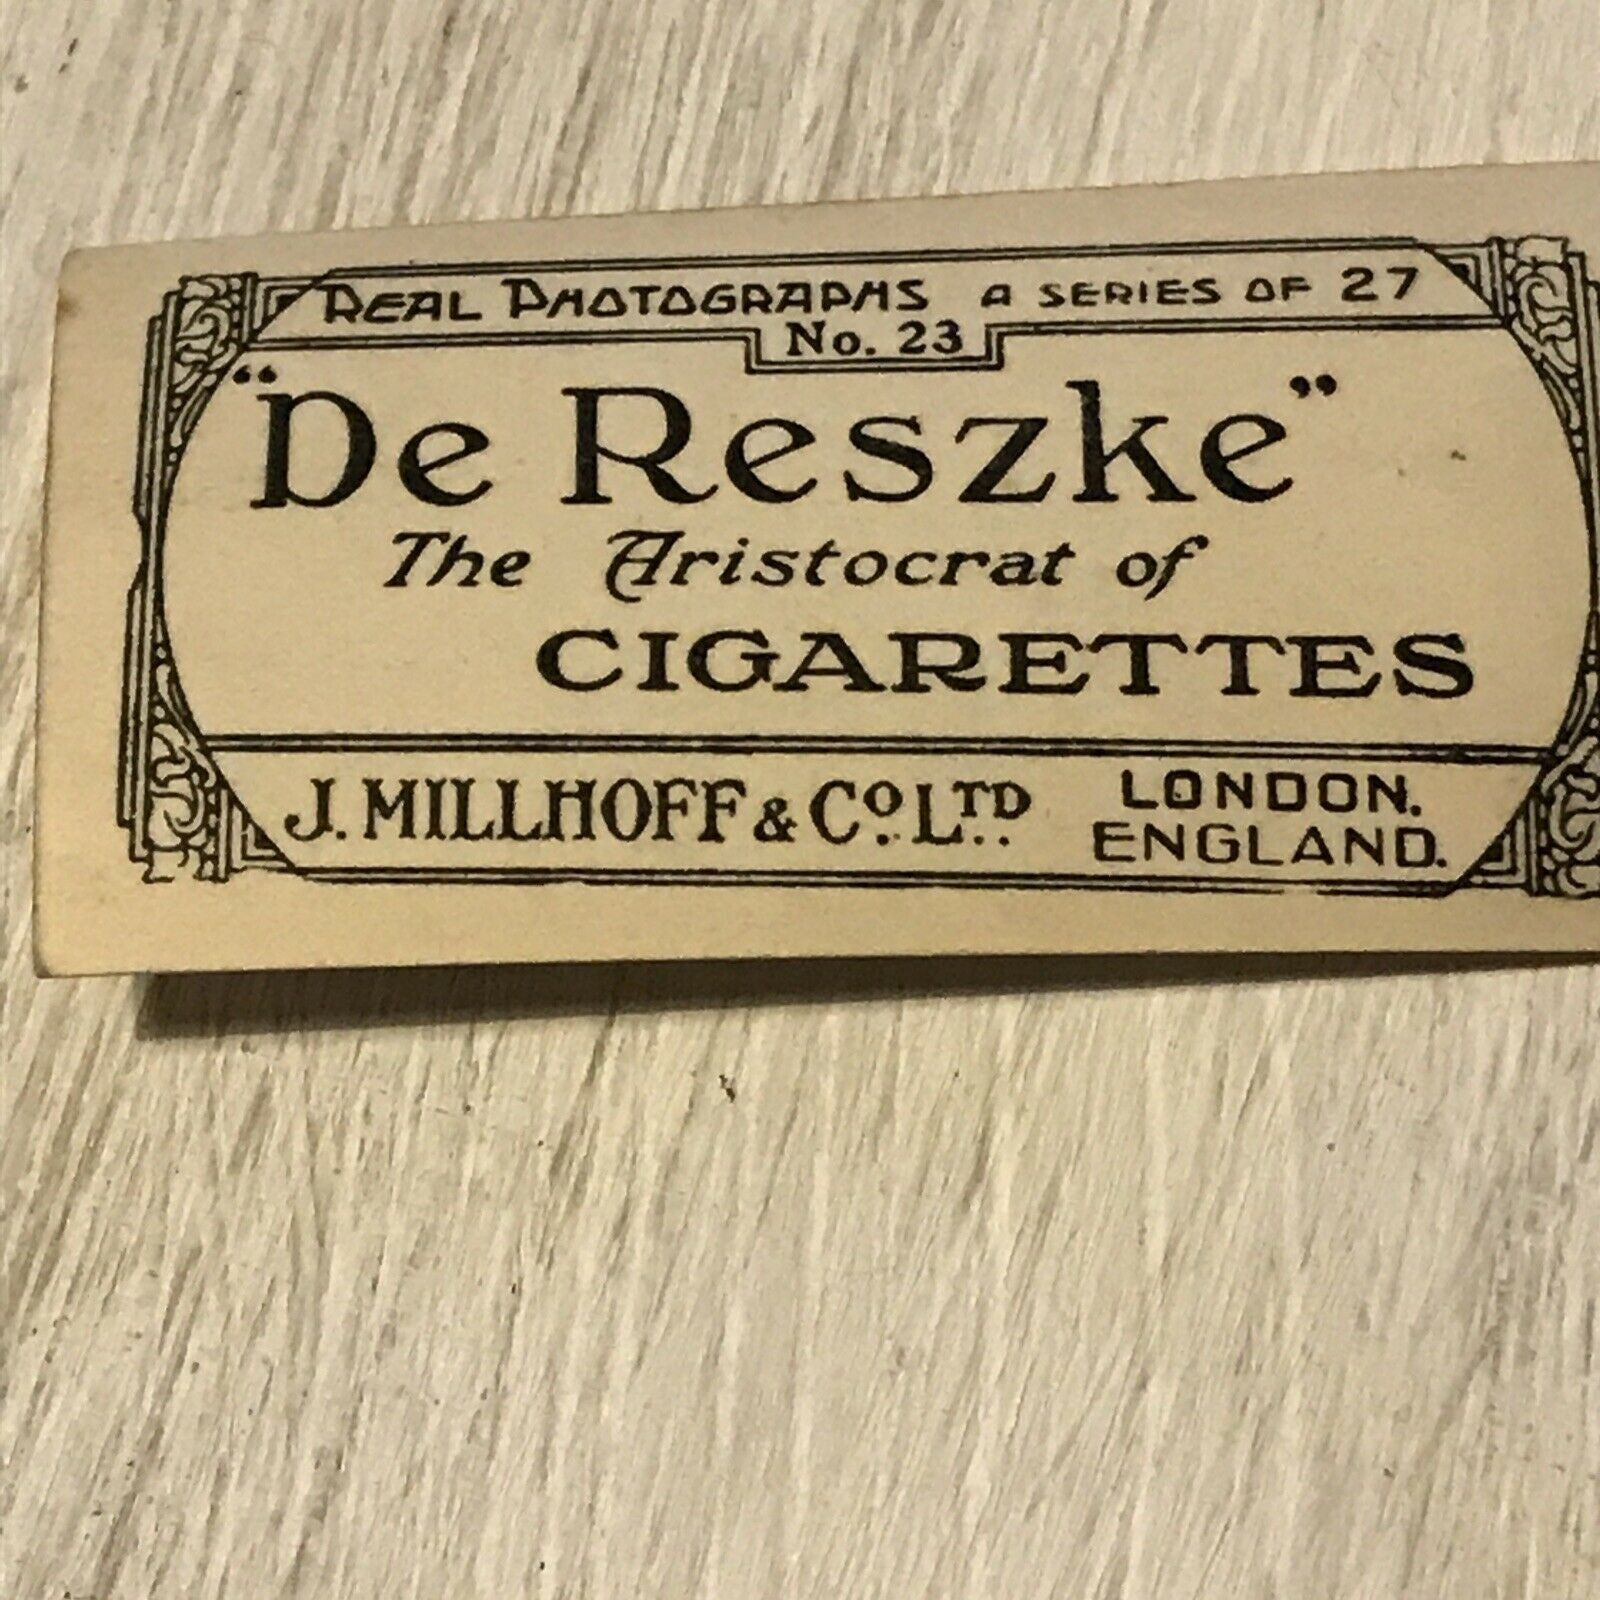 REAL PHOTOGRAPHS A SERIES OF 27
No. 23
"De Reszke"
The Aristocrat of
CIGARETTES
J. MILLHOFF & Co. LTD. LONDON.
ENGLAND.